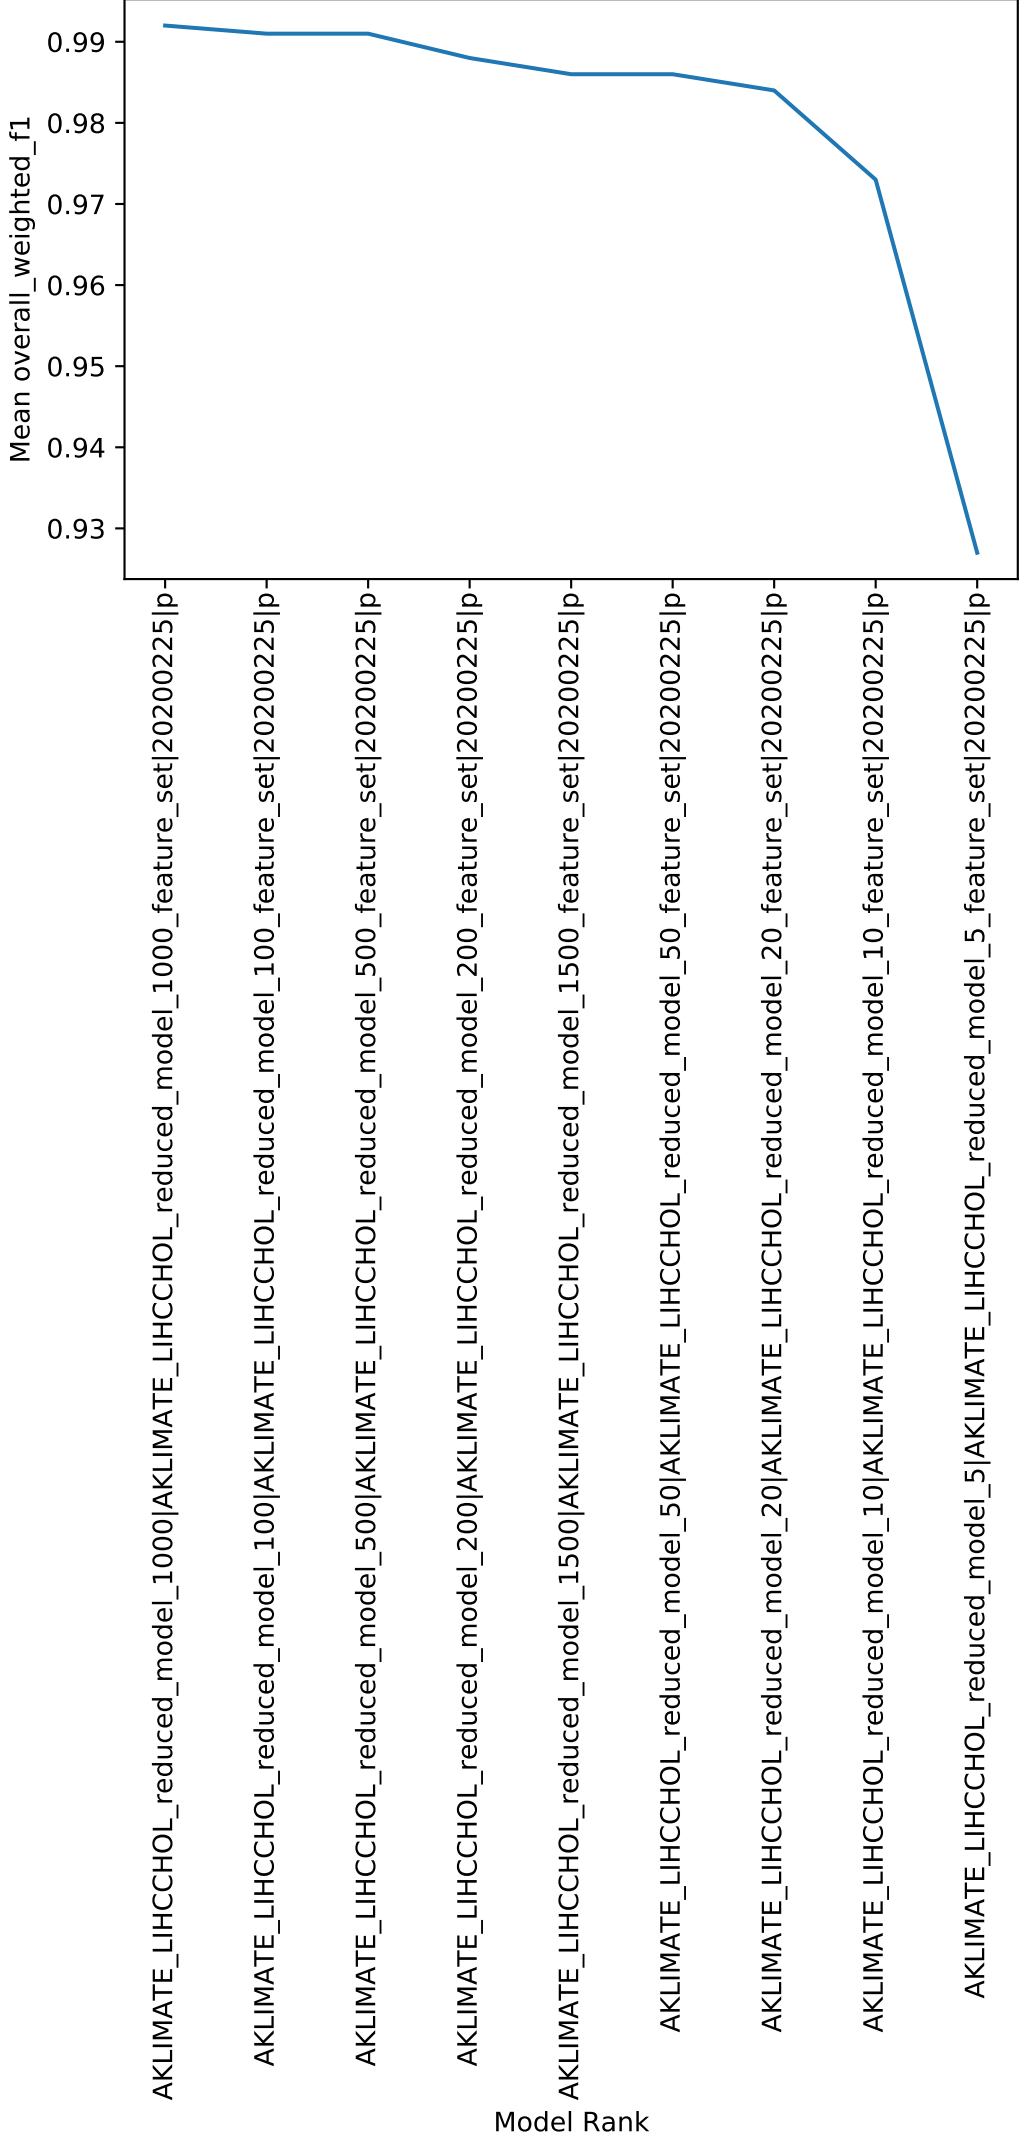 Mean overall_weighted_f1
0.99
0.98
0.97
0.96
0.95
0.94
0.93
AKLIMATE_LIHCCHOL_reduced_model_1000|AKLIMATE_LIHCCHOL_reduced_model_1000_feature_set|20200225|p
AKLIMATE_LIHCCHOL_reduced_model_100|AKLIMATE_LIHCCHOL_reduced_model_100_feature_set|20200225|p
AKLIMATE_LIHCCHOL_reduced_model_500|AKLIMATE_LIHCCHOL_reduced_model_500_feature_set|20200225|p
AKLIMATE_LIHCCHOL_reduced_model_200|AKLIMATE_LIHCCHOL_reduced_model_200_feature_set|20200225|p
AKLIMATE_LIHCCHOL_reduced_model_1500|AKLIMATE_LIHCCHOL_reduced_model_1500_feature_set|20200225|p
AKLIMATE_LIHCCHOL_reduced_model_50|AKLIMATE_LIHCCHOL_reduced_model_50_feature_set|20200225|p
AKLIMATE_LIHCCHOL_reduced_model_20|AKLIMATE_LIHCCHOL_reduced_model_20_feature_set|20200225|p
AKLIMATE_LIHCCHOL_reduced_model_10|AKLIMATE_LIHCCHOL_reduced_model_10_feature_set|20200225|p
AKLIMATE_LIHCCHOL_reduced_model_5|AKLIMATE_LIHCCHOL_reduced_model_5_feature_set|20200225|p
Model Rank